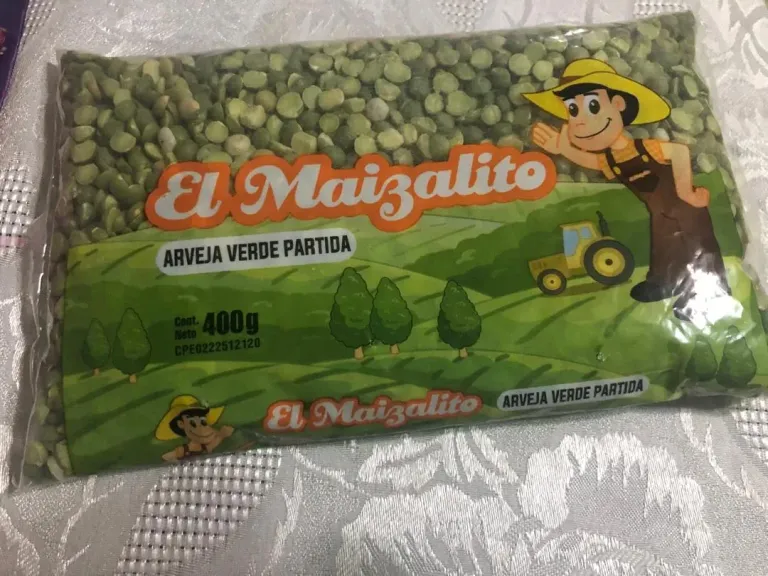 El Maizalito
ARVEJA VERDE PARTIDA
Cont.
Neto 400g
CPE0222512120
El Maizalito
ARVEJA VERDE PARTIDA